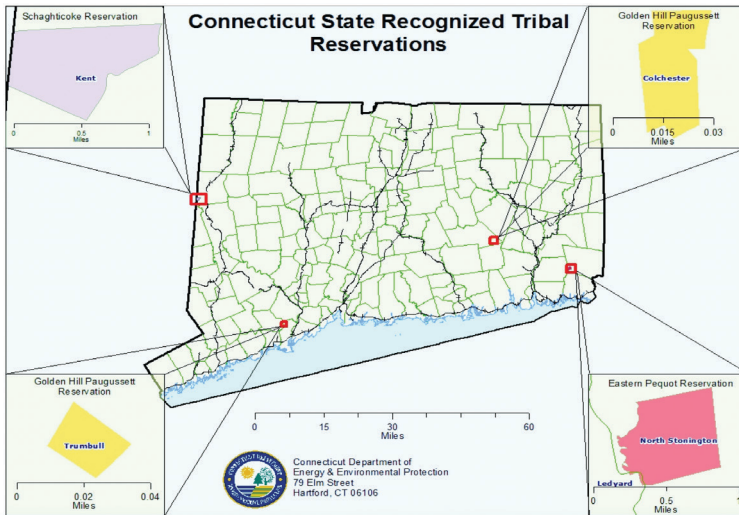 Connecticut State Recognized Tribal
Reservations
Schaghticoke Reservation
Kent
0 0.5 1
Miles
Golden Hill Paugussett
Reservation
Colchester
0 0.015 0.03
Miles
Golden Hill Paugussett
Reservation
Trumbull
0 0.02 0.04
Miles
0 15 30 45 60
Miles
Connecticut Department of
Energy & Environmental Protection
79 Elm Street
Hartford, CT 06106
Eastern Pequot Reservation
North Stonington
Ledyard
0 0.5 1
Miles